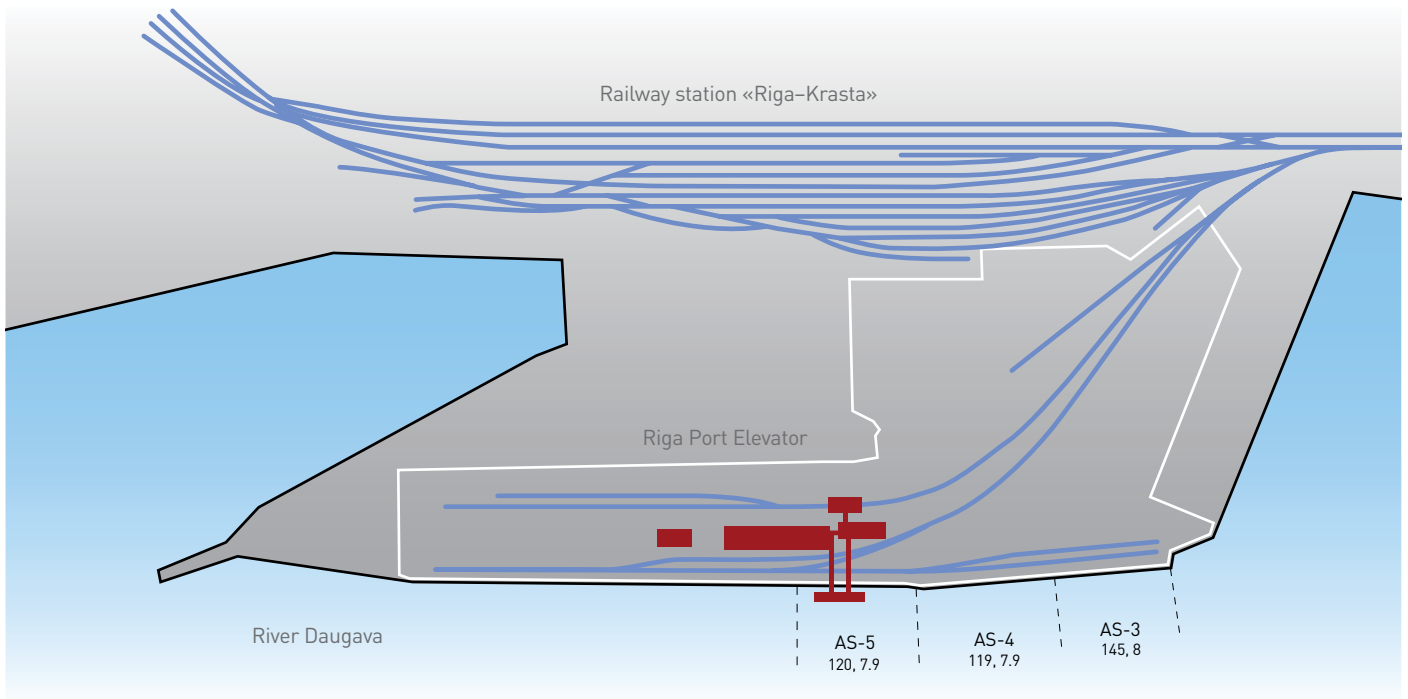 Railway station «Riga–Krasta»
Riga Port Elevator
River Daugava
AS-5
120, 7.9
AS-4
119, 7.9
AS-3
145, 8